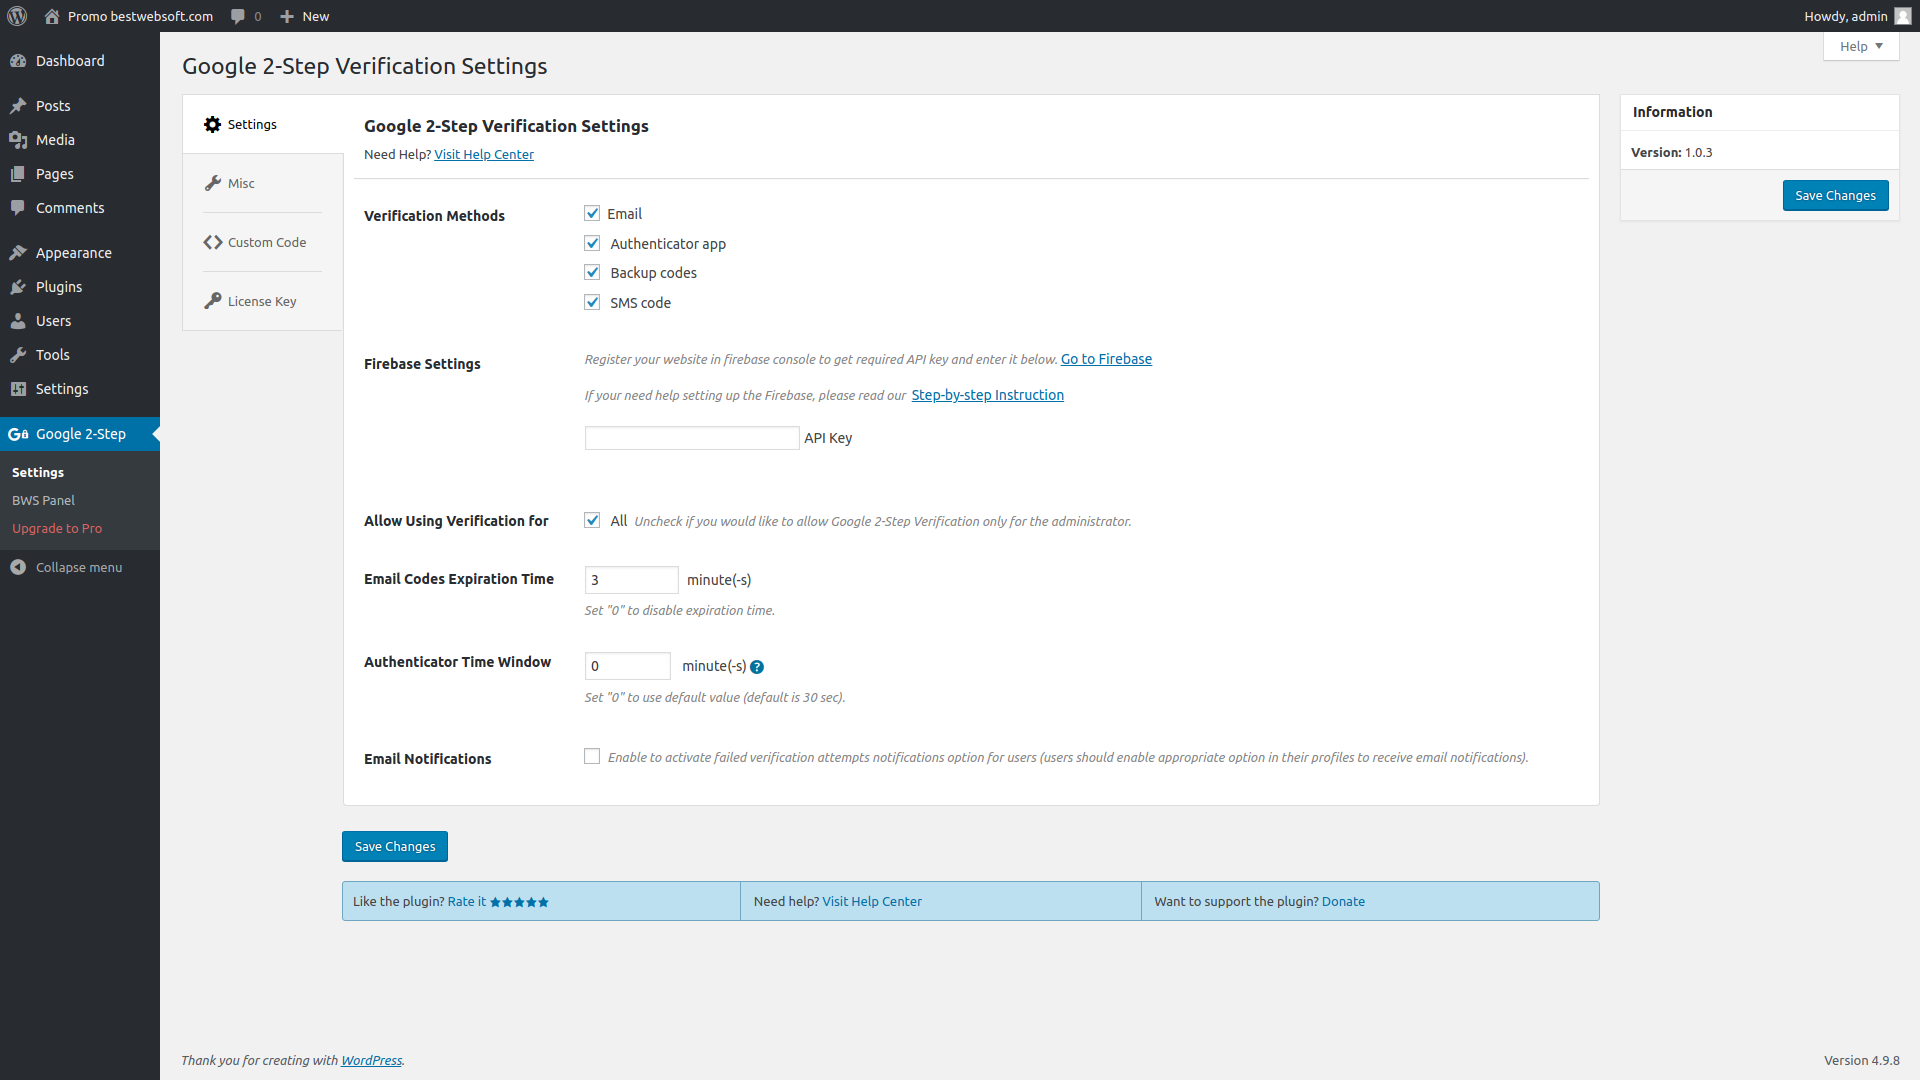 Promo bestwebsoft.com
0
New
Howdy, admin
Help
Dashboard
Posts
Media
Pages
Comments
Appearance
Plugins
Users
Tools
Settings
Google 2-Step
Settings
BWS Panel
Upgrade to Pro
Collapse menu
Google 2-Step Verification Settings
Settings
Misc
Custom Code
License Key
Google 2-Step Verification Settings
Need Help? Visit Help Center
Verification Methods
Email
Authenticator app
Backup codes
SMS code
Firebase Settings
Register your website in firebase console to get required API key and enter it below. Go to Firebase
If your need help setting up the Firebase, please read our Step-by-step Instruction
API Key
Allow Using Verification for
All Uncheck if you would like to allow Google 2-Step Verification only for the administrator.
Email Codes Expiration Time
3 minute(-s)
Set "0" to disable expiration time.
Authenticator Time Window
0 minute(-s) ?
Set "0" to use default value (default is 30 sec).
Email Notifications
Enable to activate failed verification attempts notifications option for users (users should enable appropriate option in their profiles to receive email notifications).
Save Changes
Like the plugin? Rate it ★★★★★
Need help? Visit Help Center
Want to support the plugin? Donate
Information
Version: 1.0.3
Save Changes
Thank you for creating with WordPress.
Version 4.9.8